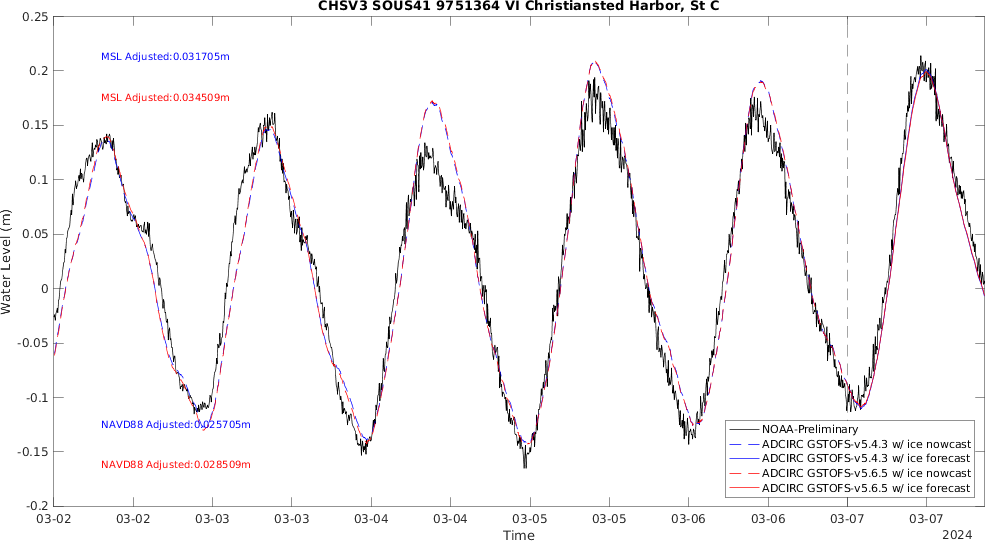 CHSV3 SOUS41 9751364 VI Christiansted Harbor, St C
0.25
0.2
0.15
0.1
0.05
0
-0.05
-0.1
-0.15
-0.2
Water Level (m)
MSL Adjusted:0.031705m
MSL Adjusted:0.034509m
NAVD88 Adjusted:0.025705m
NAVD88 Adjusted:0.028509m
NOAA-Preliminary
ADCIRC GSTOFS-v5.4.3 w/ ice nowcast
ADCIRC GSTOFS-v5.4.3 w/ ice forecast
ADCIRC GSTOFS-v5.6.5 w/ ice nowcast
ADCIRC GSTOFS-v5.6.5 w/ ice forecast
03-02 03-02 03-03 03-03 03-04 03-04 03-05 03-05 03-06 03-06 03-07 03-07
Time
2024